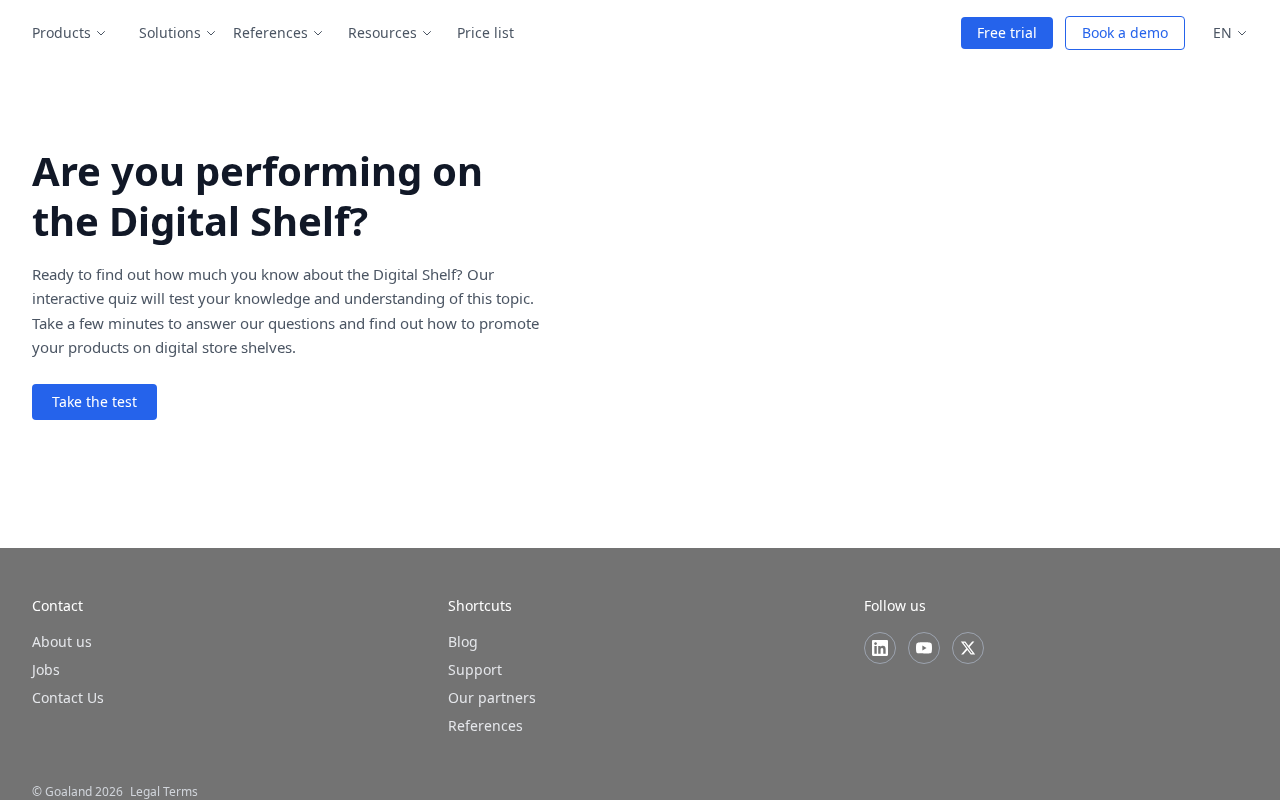 Products
Solutions
References
Resources
Price list
Free trial
Book a demo
EN
Are you performing on
the Digital Shelf?
Ready to find out how much you know about the Digital Shelf? Our
interactive quiz will test your knowledge and understanding of this topic.
Take a few minutes to answer our questions and find out how to promote
your products on digital store shelves.
Take the test
Contact
About us
Jobs
Contact Us
Shortcuts
Blog
Support
Our partners
References
Follow us
© Goaland 2026 Legal Terms